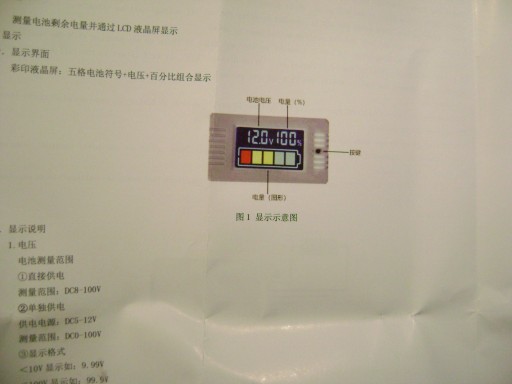 测量电池剩余电量并通过 LCD 液晶屏显示
显示
显示界面
彩印液晶屏：五格电池符号+电压+百分比组合显示
电池电压 电量（%）
12.0V 100%
按键
电量（图形）
图 1 显示示意图
显示说明
1. 电压
电池测量范围
①直接供电
测量范围：DC8-100V
②单独供电
供电电源：DC5-12V
测量范围：DC0-100V
③显示格式
<10V 显示如：9.99V
<100V 显示如：99.9V